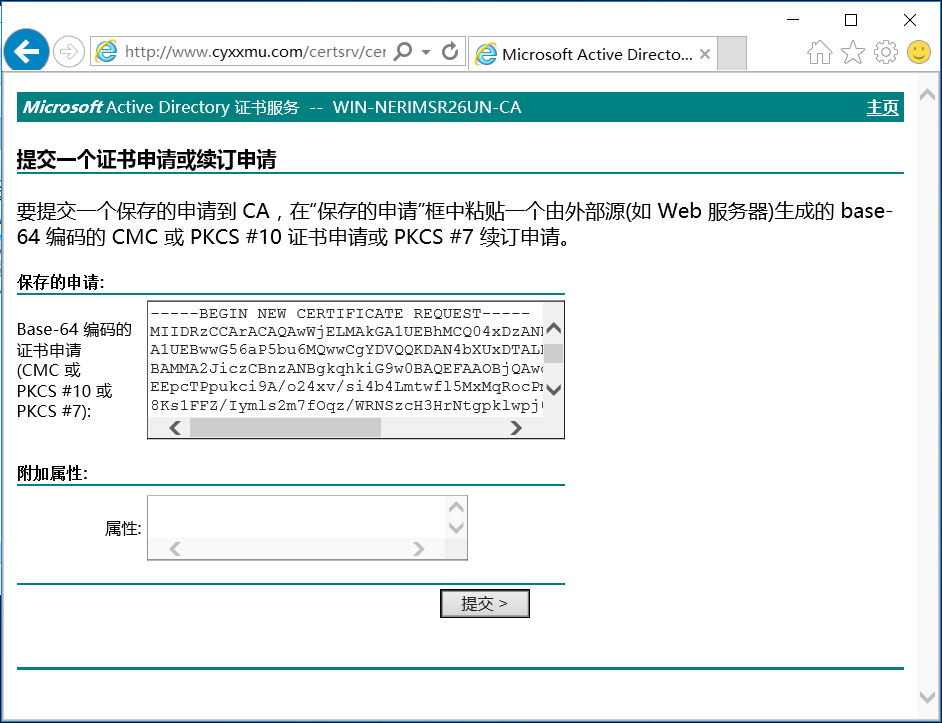 http://www.cyxxmu.com/certsrv/cer
Microsoft Active Directo...
Microsoft Active Directory 证书服务 -- WIN-NERIMSR26UN-CA 主页
提交一个证书申请或续订申请
要提交一个保存的申请到 CA，在“保存的申请”框中粘贴一个由外部源(如 Web 服务器)生成的 base-
64 编码的 CMC 或 PKCS #10 证书申请或 PKCS #7 续订申请。
保存的申请:
Base-64 编码的
证书申请
(CMC 或
PKCS #10 或
PKCS #7):
-----BEGIN NEW CERTIFICATE REQUEST-----
MIIDRzCCArACAQAwWjELMAkGA1UEBhMCQ04xDzAN
A1UEBwwG56aP5bu6MQwwCgYDVQQKDAN4bXUxDTAL
BAMMA2JiczCBnzANBgkqhkiG9w0BAQEFAAOBjQAw
EEpcTPpukci9A/o24xv/si4b4Lmtwfl5MxMqRocP
8Ks1FFZ/Iymls2m7fOqz/WRNSzcH3HrNtgpklwpj
附加属性:
属性:
提交 >